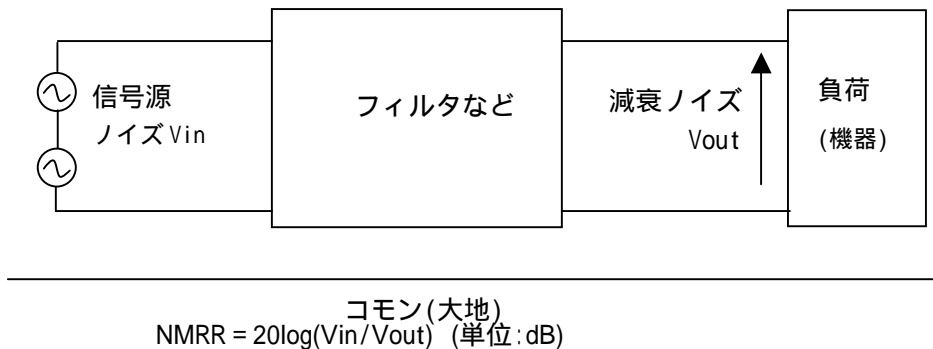 信号源
ノイズVin
フィルタなど
減衰ノイズ
Vout
負荷
(機器)
コモン(大地)
NMRR = 20log(Vin/Vout) (単位:dB)